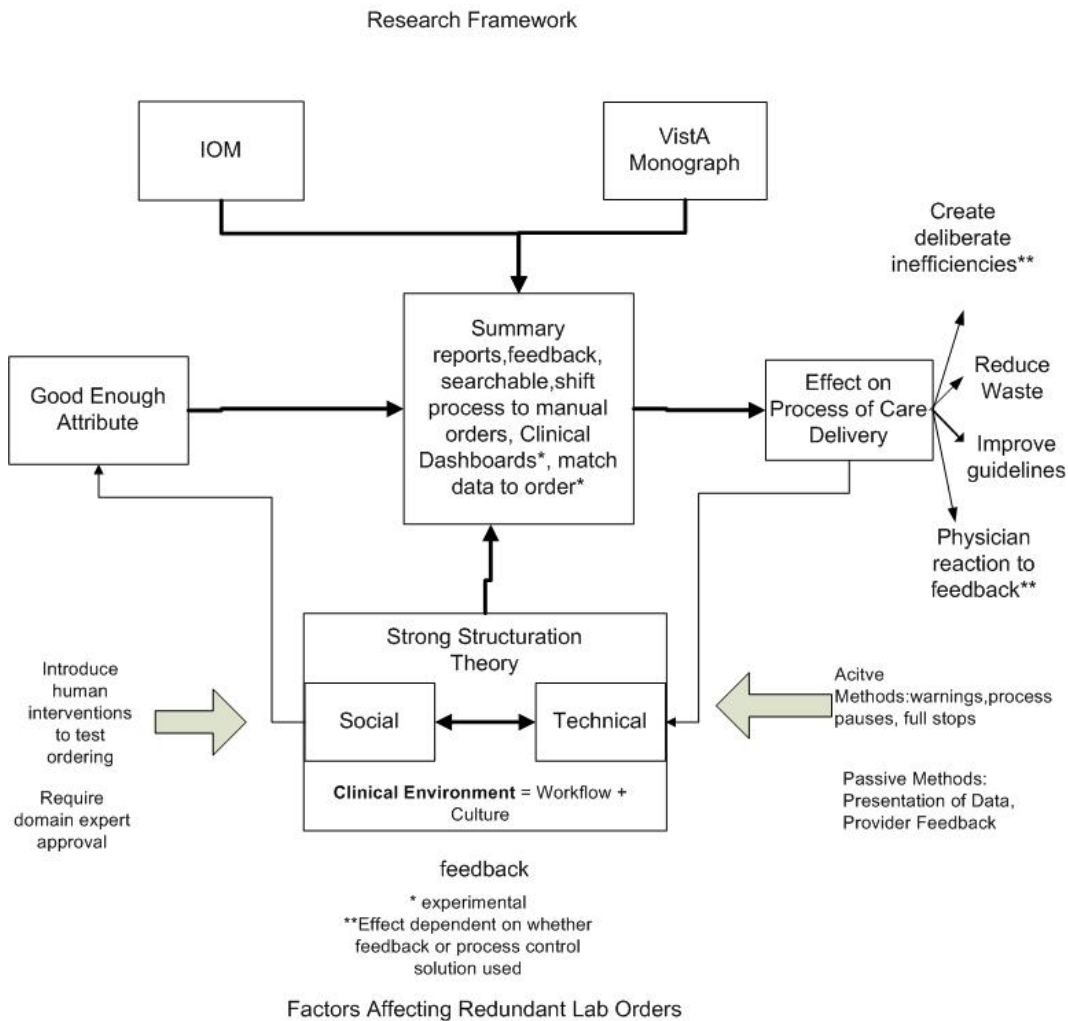 Research Framework
IOM
VistA
Monograph
Create
deliberate
inefficiencies**
Summary
reports,feedback,
searchable,shift
process to manual
orders, Clinical
Dashboards*, match
data to order*
Good Enough
Attribute
Effect on
Process of Care
Delivery
Reduce
Waste
Improve
guidelines
Physician
reaction to
feedback**
Strong Structuration
Theory
Social
Technical
Clinical Environment = Workflow +
Culture
Introduce
human
interventions
to test
ordering
Require
domain expert
approval
Acitve
Methods:warnings,process
pauses, full stops
Passive Methods:
Presentation of Data,
Provider Feedback
feedback
* experimental
**Effect dependent on whether
feedback or process control
solution used
Factors Affecting Redundant Lab Orders